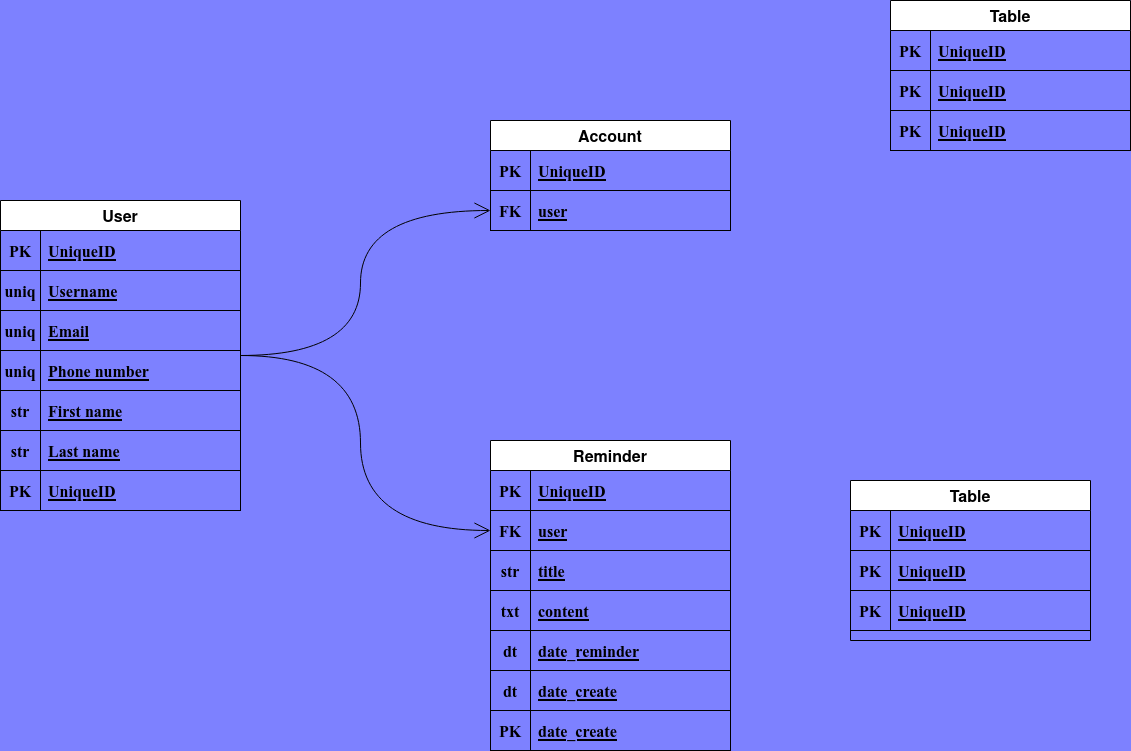 Table
PK UniqueID
PK UniqueID
PK UniqueID
Account
PK UniqueID
FK user
User
PK UniqueID
uniq Username
uniq Email
uniq Phone number
str First name
str Last name
PK UniqueID
Reminder
PK UniqueID
FK user
str title
txt content
dt date_reminder
dt date_create
PK date_create
Table
PK UniqueID
PK UniqueID
PK UniqueID